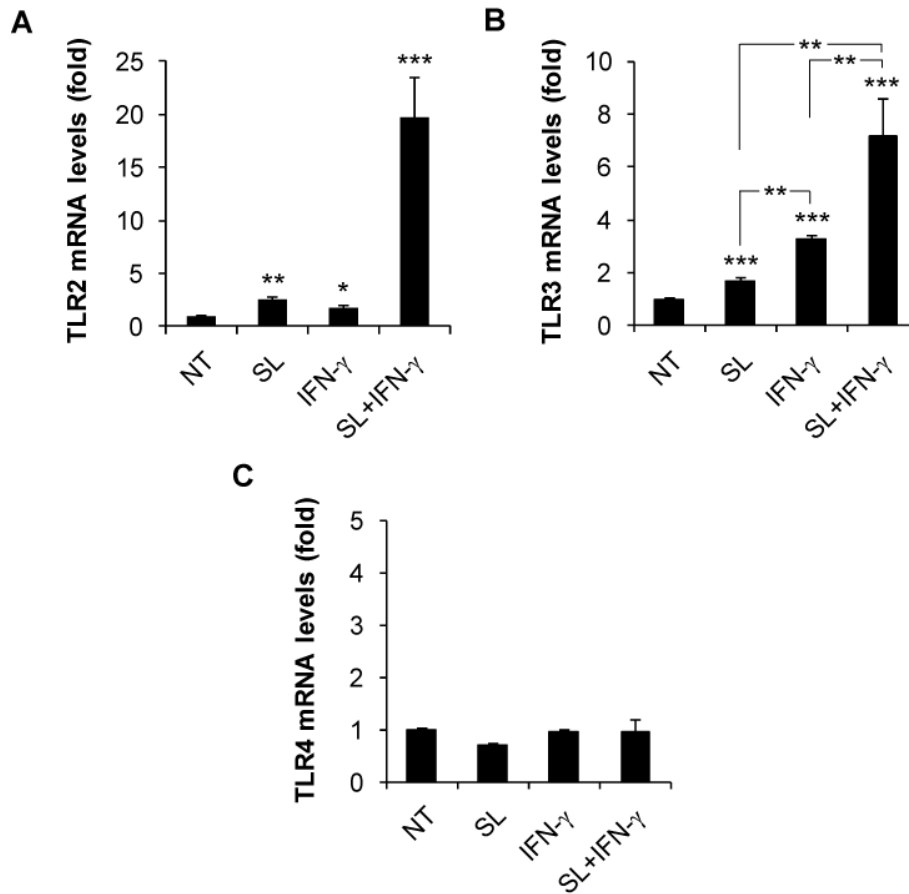 A
TLR2 mRNA levels (fold)
25
20
15
10
5
0
**
*
***
NT
SL
IFN-γ
SL+IFN-γ
B
TLR3 mRNA levels (fold)
10
8
6
4
2
0
**
**
***
**
***
***
NT
SL
IFN-γ
SL+IFN-γ
C
TLR4 mRNA levels (fold)
5
4
3
2
1
0
NT
SL
IFN-γ
SL+IFN-γ